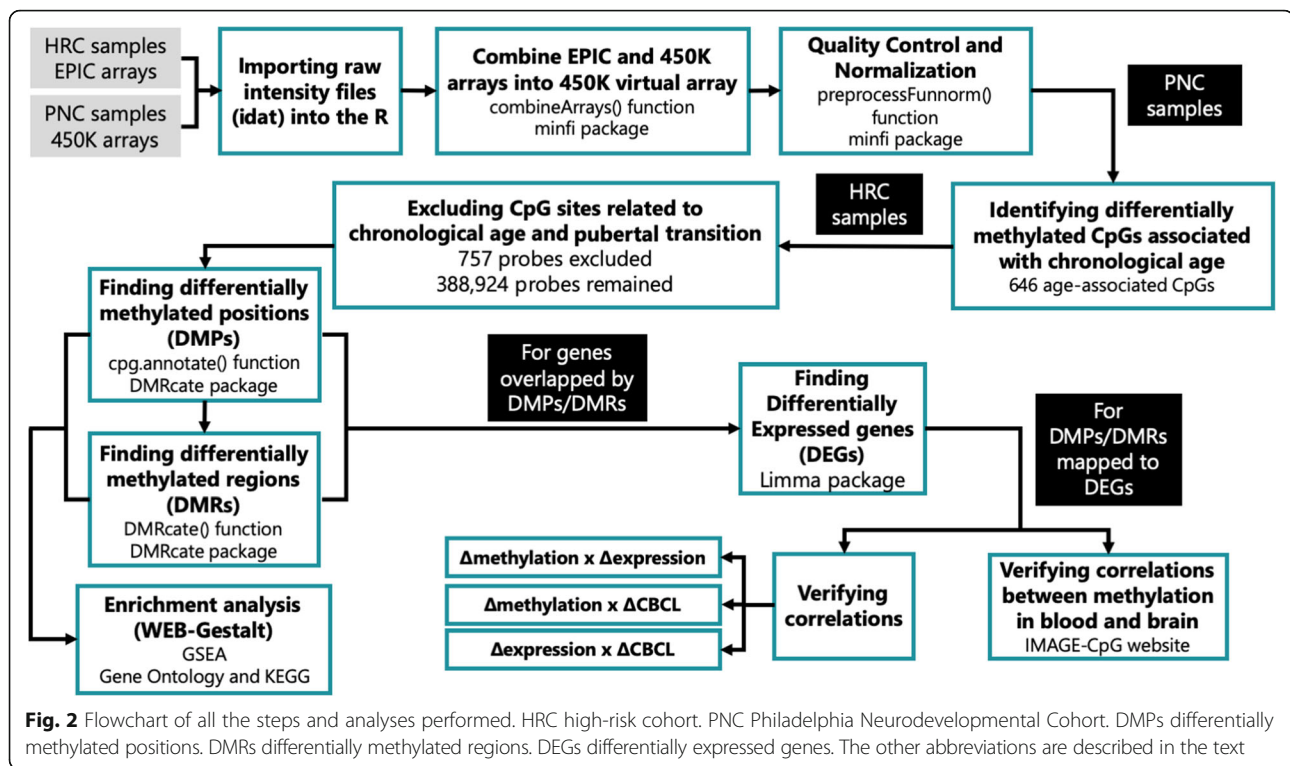 HRC samples
EPIC arrays
PNC samples
450K arrays
Importing raw
intensity files
(idat) into the R
Combine EPIC and 450K
arrays into 450K virtual array
combineArrays() function
minfi package
Quality Control and
Normalization
preprocessFunnorm()
function
minfi package
PNC
samples
Identifying differentially
methylated CpGs associated
with chronological age
646 age-associated CpGs
HRC
samples
Excluding CpG sites related to
chronological age and pubertal transition
757 probes excluded
388,924 probes remained
Finding differentially
methylated positions
(DMPs)
cpg.annotate() function
DMRcate package
Finding differentially
methylated regions
(DMRs)
DMRcate() function
DMRcate package
Enrichment analysis
(WEB-Gestalt)
GSEA
Gene Ontology and KEGG
For genes
overlapped by
DMPs/DMRs
Finding
Differentially
Expressed genes
(DEGs)
Limma package
For
DMPs/DMRs
mapped to
DEGs
Δmethylation x Δexpression
Δmethylation x ΔCBCL
Δexpression x ΔCBCL
Verifying
correlations
Verifying correlations
between methylation
in blood and brain
IMAGE-CpG website
Fig. 2 Flowchart of all the steps and analyses performed. HRC high-risk cohort. PNC Philadelphia Neurodevelopmental Cohort. DMPs differentially
methylated positions. DMRs differentially methylated regions. DEGs differentially expressed genes. The other abbreviations are described in the text